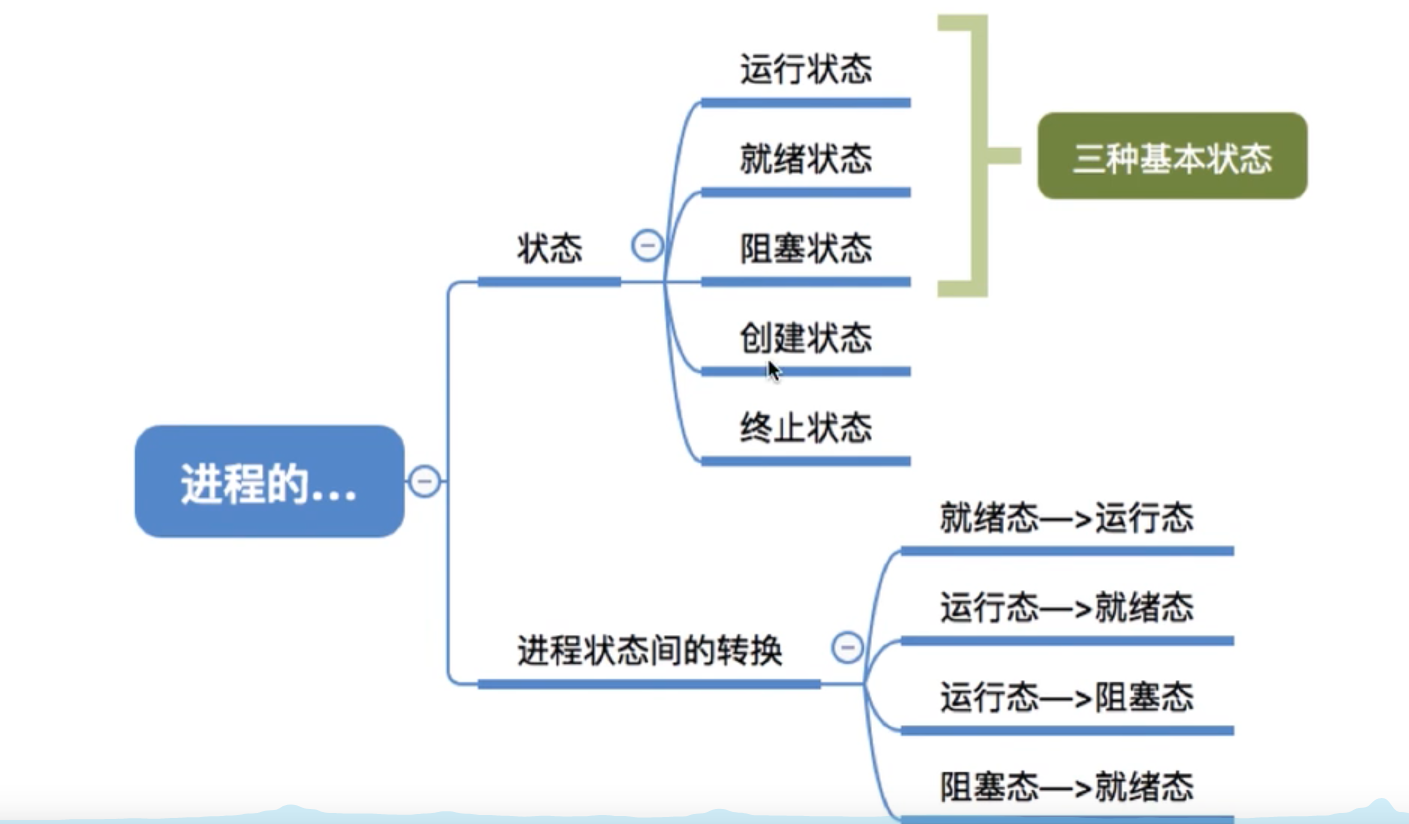 运行状态
就绪状态
三种基本状态
状态
阻塞状态
创建状态
终止状态
进程的...
就绪态—>运行态
运行态—>就绪态
进程状态间的转换
运行态—>阻塞态
阻塞态—>就绪态